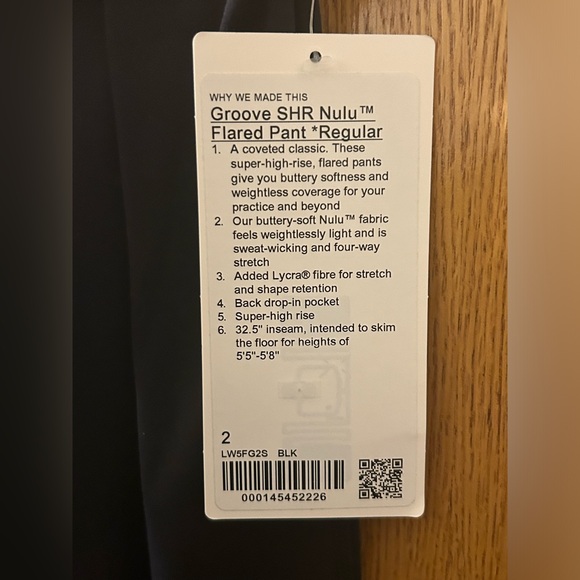 WHY WE MADE THIS
Groove SHR Nulu™
Flared Pant *Regular
1. A coveted classic. These
super-high-rise, flared pants
give you buttery softness and
weightless coverage for your
practice and beyond
2. Our buttery-soft Nulu™ fabric
feels weightlessly light and is
sweat-wicking and four-way
stretch
3. Added Lycra® fibre for stretch
and shape retention
4. Back drop-in pocket
5. Super-high rise
6. 32.5" inseam, intended to skim
the floor for heights of
5'5"-5'8"
2
LW5FG2S BLK
000145452226